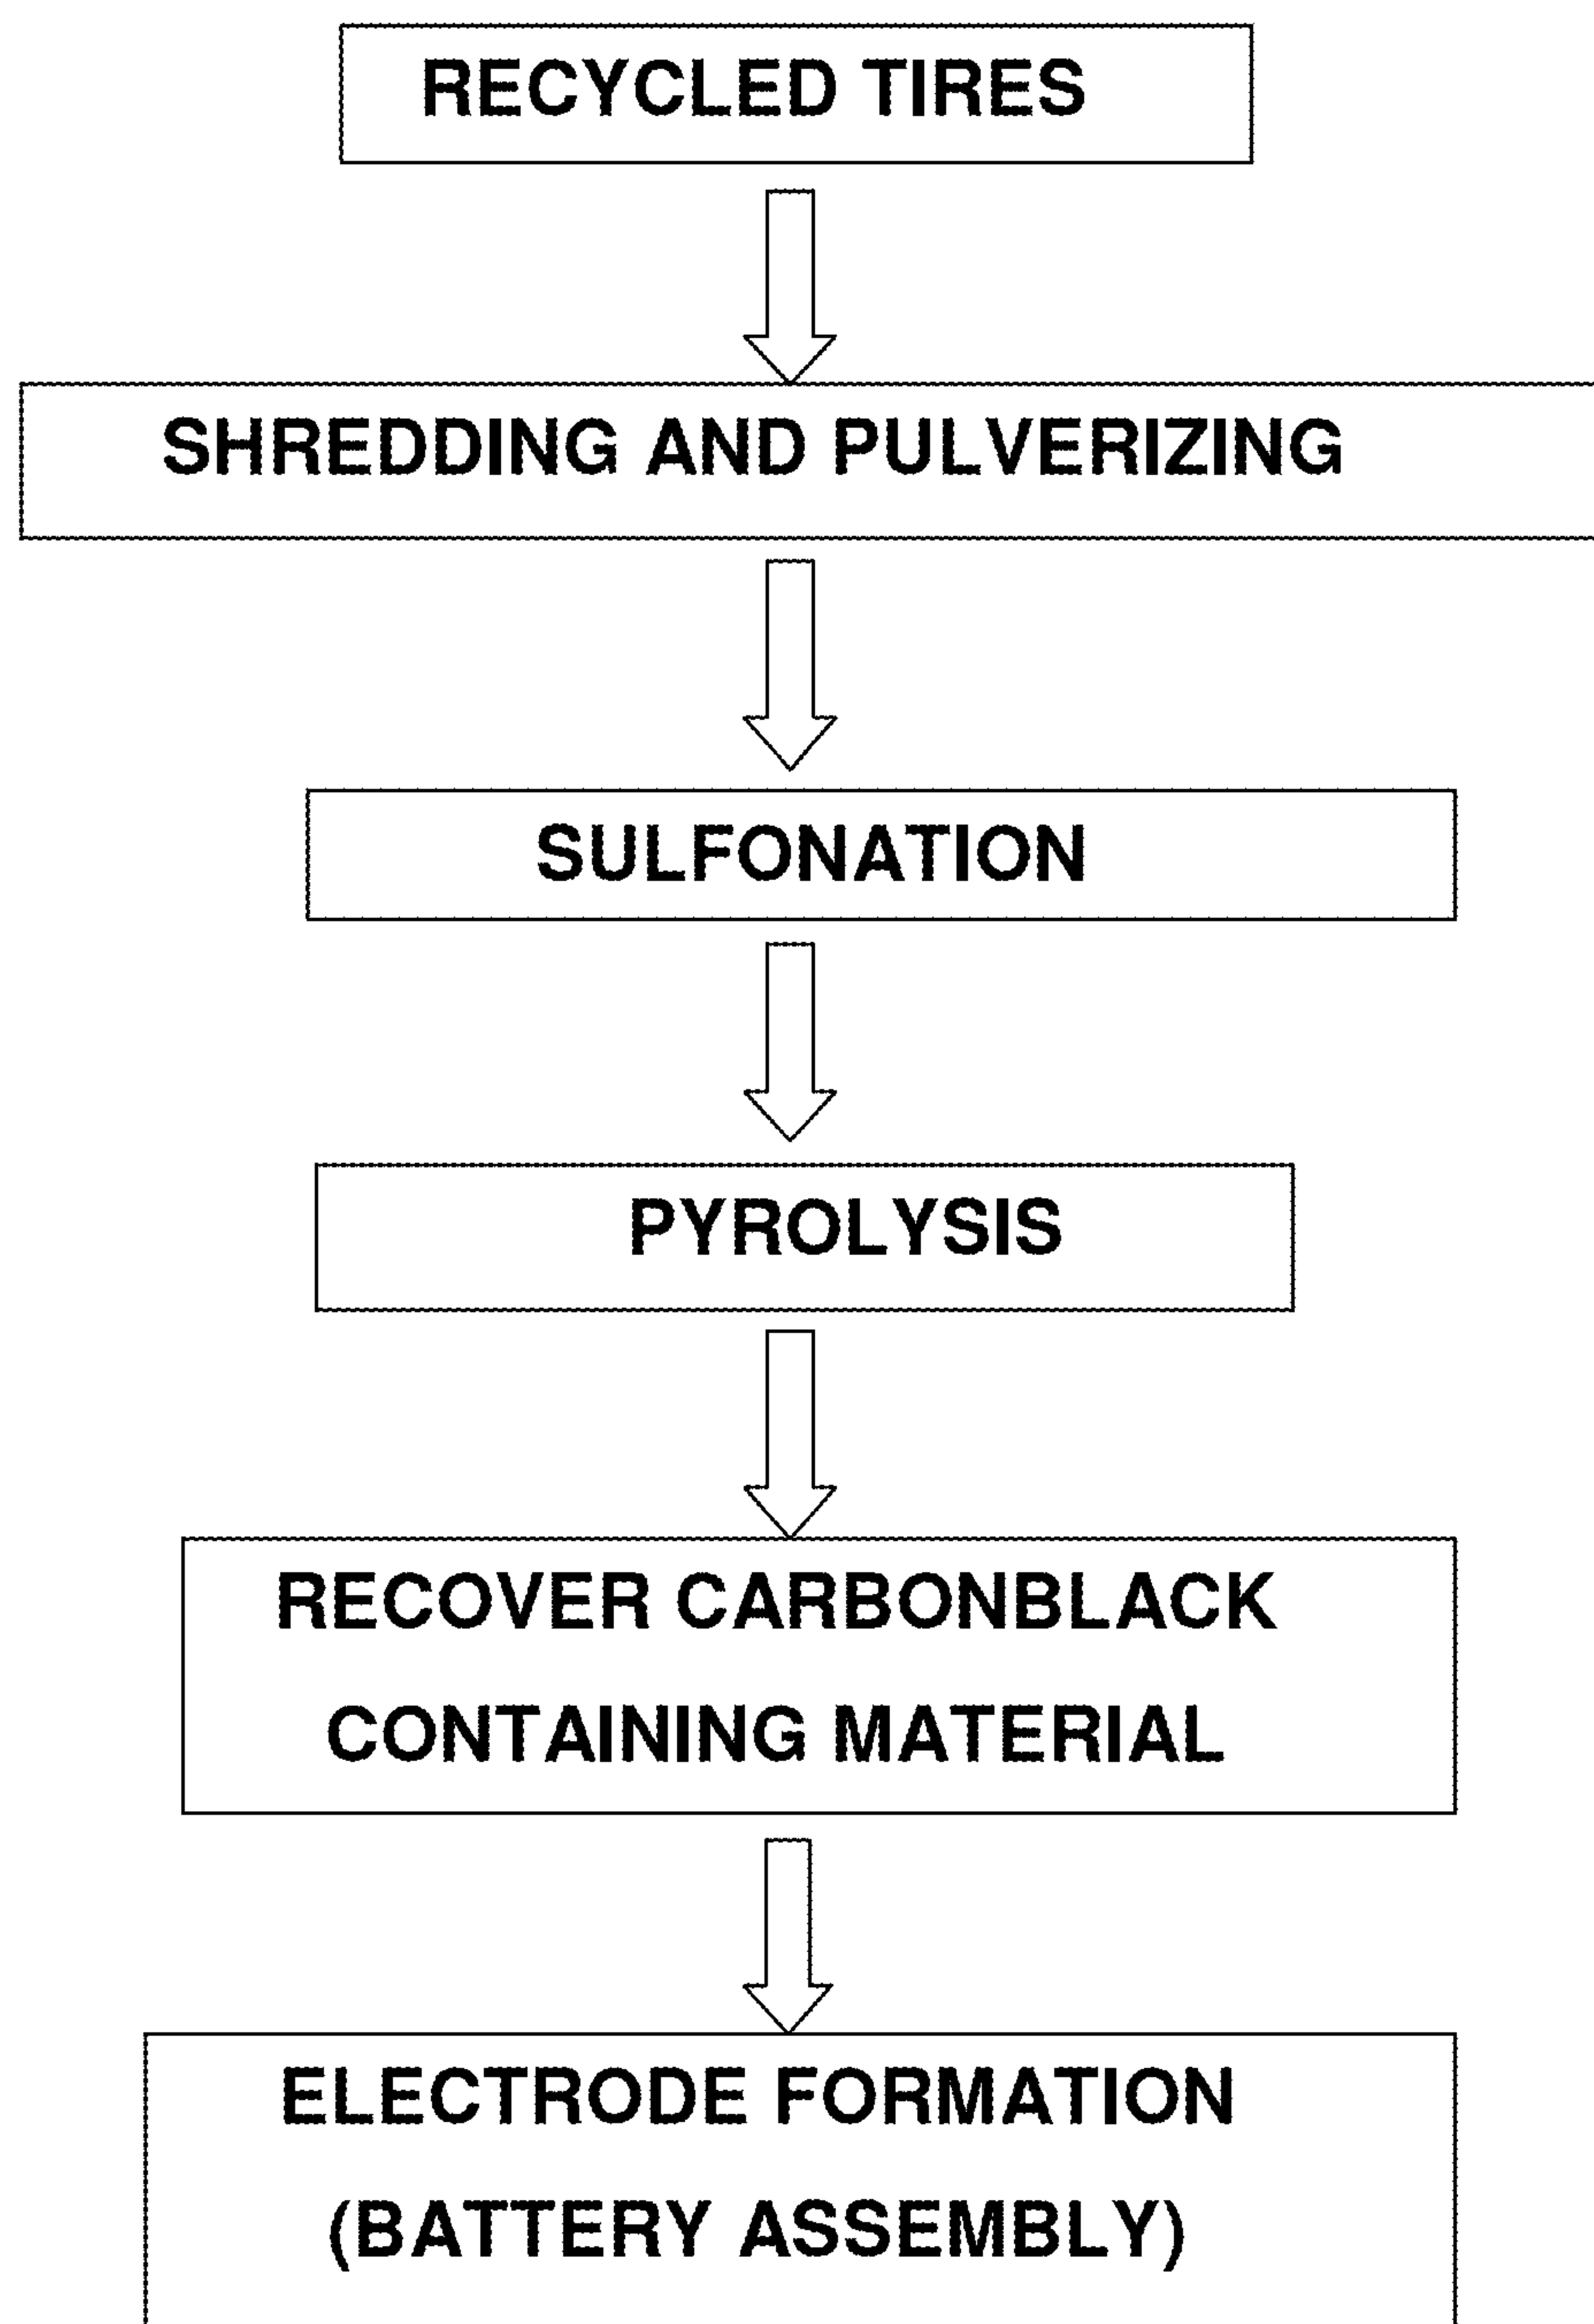 RECYCLED TIRES
SHREDDING AND PULVERIZING
SULFONATION
PYROLYSIS
RECOVER CARBONBLACK
CONTAINING MATERIAL
ELECTRODE FORMATION
(BATTERY ASSEMBLY)